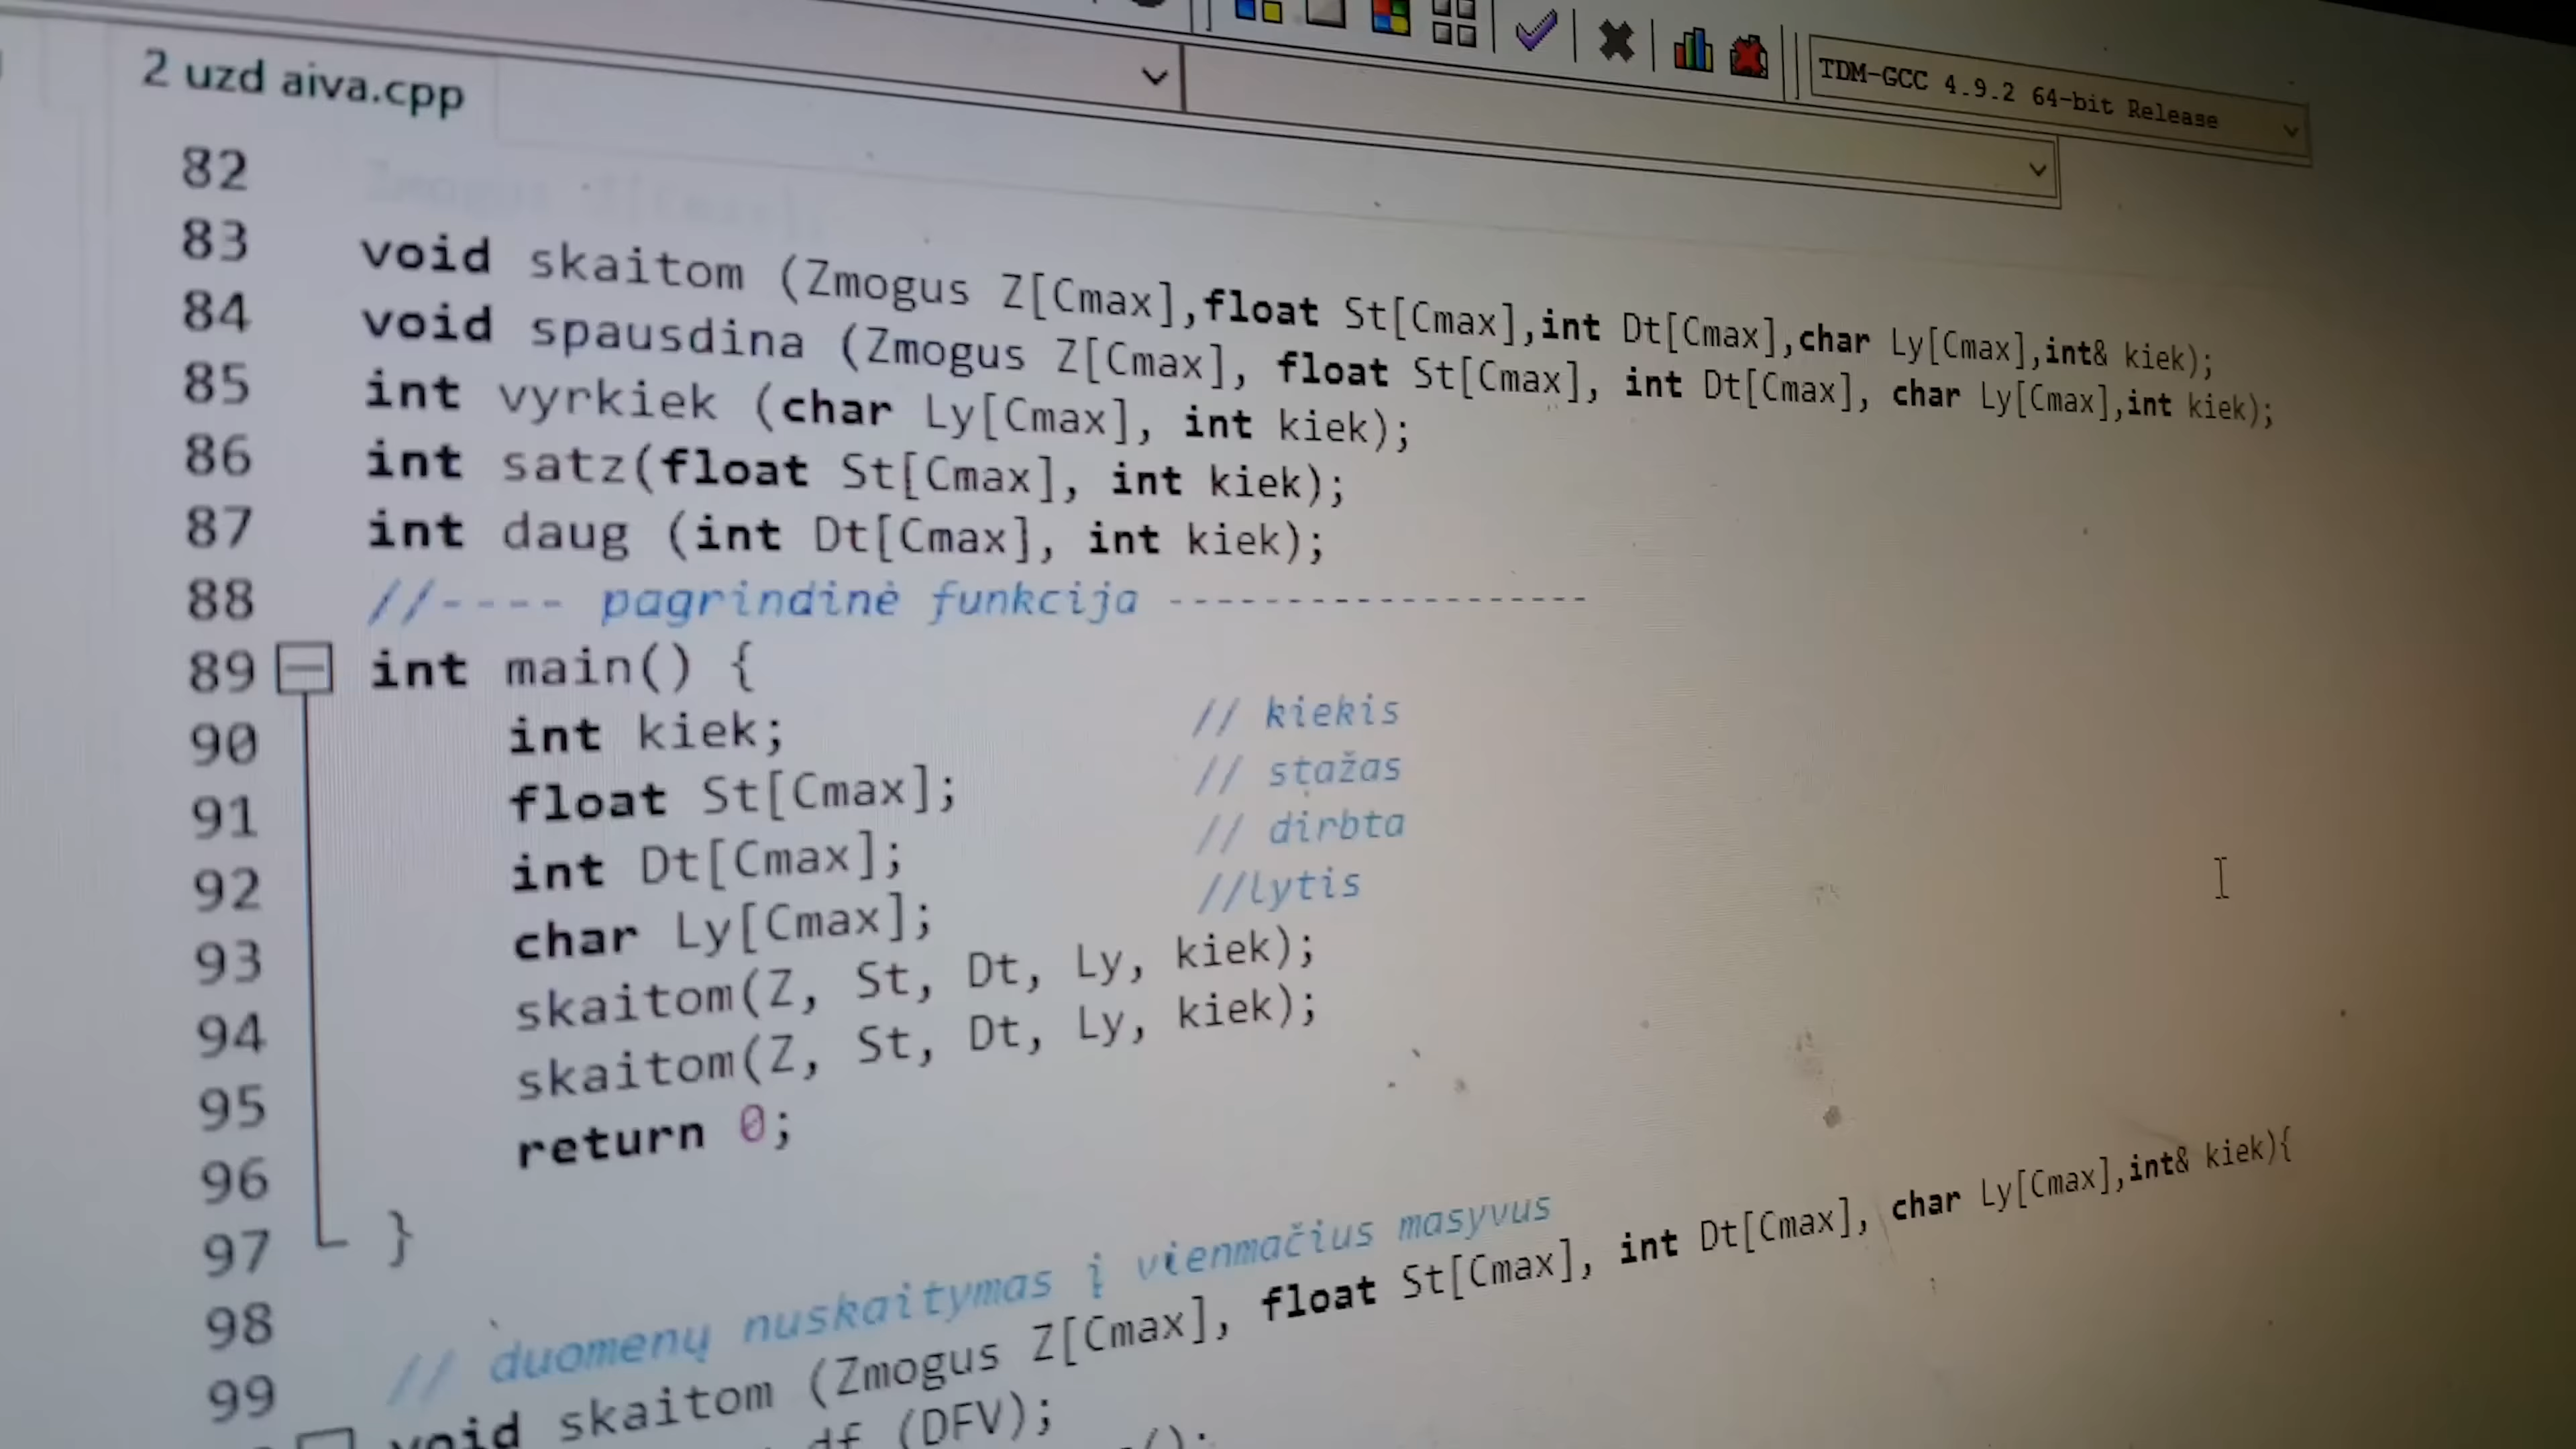 TDM-GCC 4.9.2 64-bit Release
2 uzd aiva.cpp
82 Zmogus Z[Cmax];
83 void skaitom (Zmogus Z[Cmax],float St[Cmax],int Dt[Cmax],char Ly[Cmax],int& kiek);
84 void spausdina (Zmogus Z[Cmax], float St[Cmax], int Dt[Cmax], char Ly[Cmax],int kiek);
85 int vyrkiek (char Ly[Cmax], int kiek);
86 int satz(float St[Cmax], int kiek);
87 int daug (int Dt[Cmax], int kiek);
88 //---- pagrindinė funkcija -------------------
89 int main() {
90 int kiek; // kiekis
91 float St[Cmax]; // stažas
92 int Dt[Cmax]; // dirbta
93 char Ly[Cmax]; //lytis
94 skaitom(Z, St, Dt, Ly, kiek);
95 skaitom(Z, St, Dt, Ly, kiek);
96 return 0;
97 }
98 // duomenų nuskaitymas į vienmačius masyvus
99 void skaitom (Zmogus Z[Cmax], float St[Cmax], int Dt[Cmax], char Ly[Cmax],int& kiek){
df (DFV);